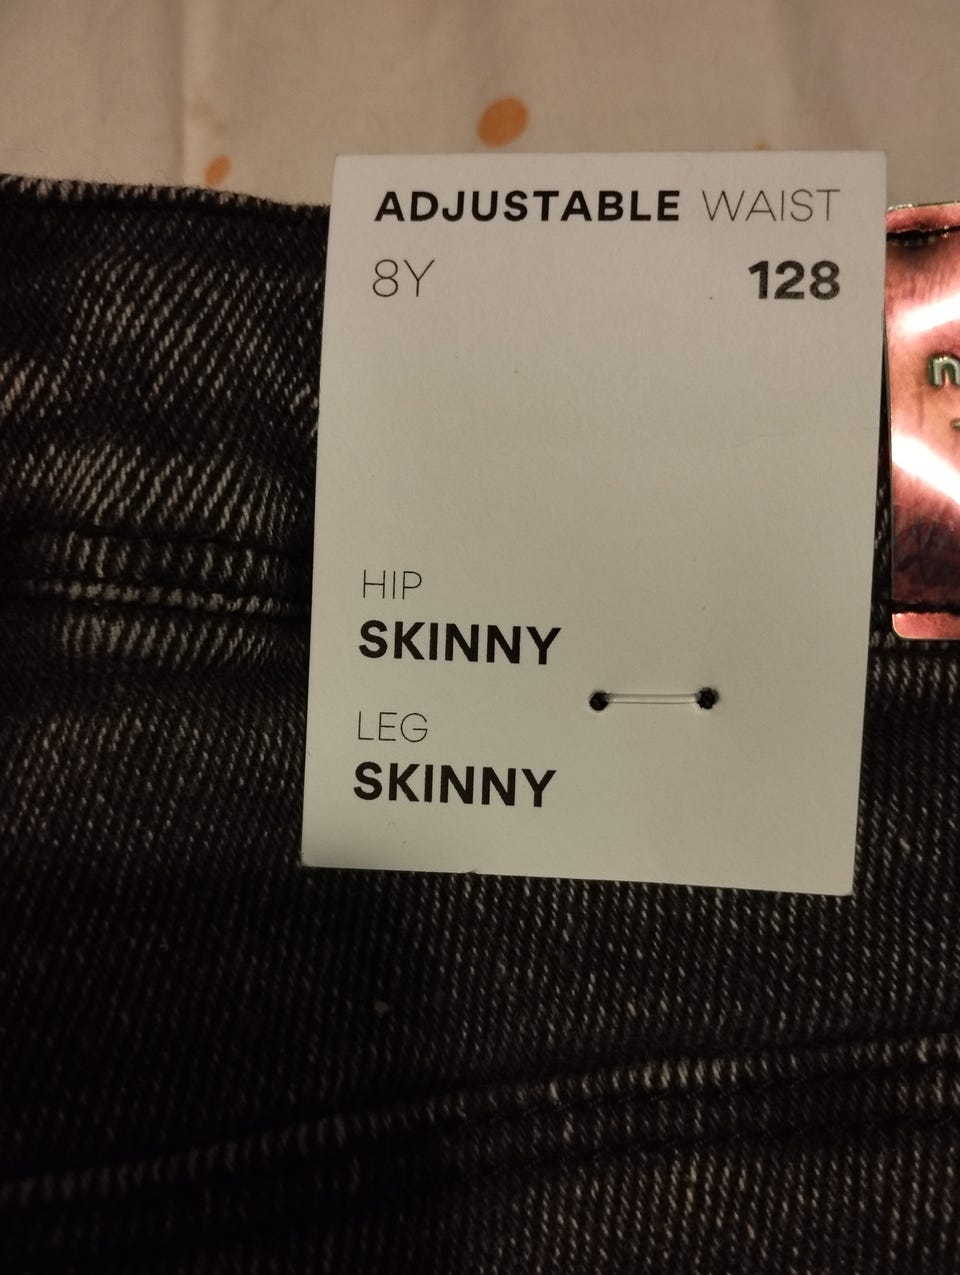 ADJUSTABLE WAIST
8Y 128
HIP
SKINNY
LEG
SKINNY